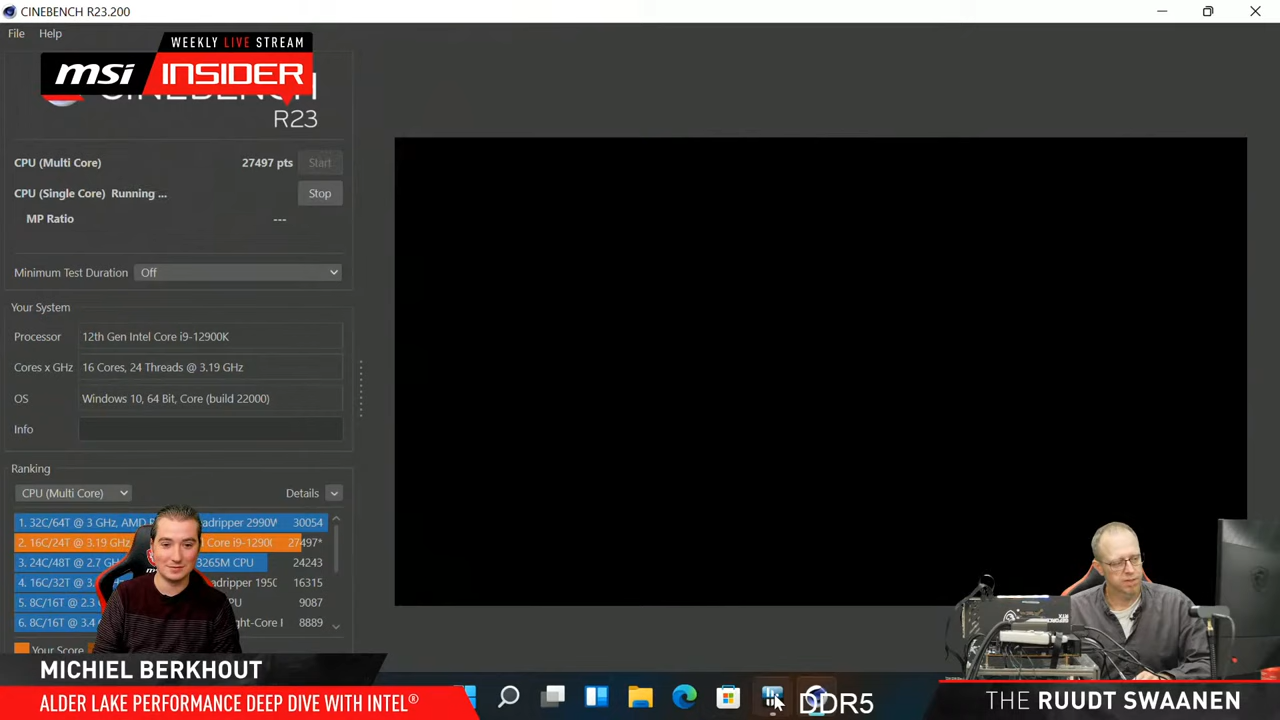 CINEBENCH R23.200
File Help
WEEKLY LIVE STREAM
msi INSIDER
R23
CPU (Multi Core) 27497 pts Start
CPU (Single Core) Running ... Stop
MP Ratio ---
Minimum Test Duration Off
Your System
Processor 12th Gen Intel Core i9-12900K
Cores x GHz 16 Cores, 24 Threads @ 3.19 GHz
OS Windows 10, 64 Bit, Core (build 22000)
Info
Ranking
CPU (Multi Core) Details
1. 32C/64T @ 3 GHz, AMD adripper 2990W 30054
2. 16C/24T @ 3.19 GHz Core i9-1290 27497*
3. 24C/48T @ 2.7 G 3265M CPU 24243
4. 16C/32T @ 3. adripper 1950 16315
5. 8C/16T @ 2.3 PU 9087
6. 8C/16T @ 3.4 ght-Core 8889
Your Score
MICHIEL BERKHOUT
ALDER LAKE PERFORMANCE DEEP DIVE WITH INTEL®
DDR5
THE RUUDT SWAANEN